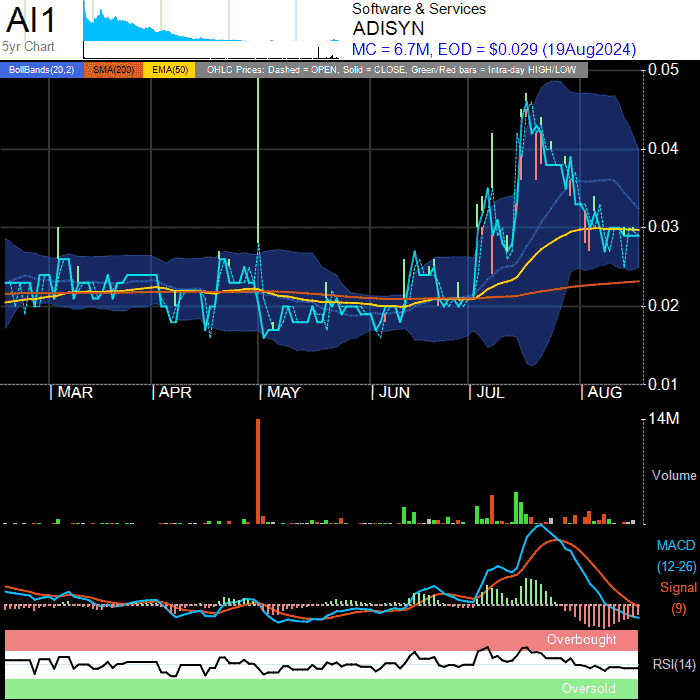 AI1
5yr Chart
Software & Services
ADISYN
MC = 6.7M, EOD = $0.029 (19Aug2024)
BollBands(20,2) SMA(200) EMA(50) OHLC Prices: Dashed = OPEN, Solid = CLOSE, Green/Red bars = Intra-day HIGH/LOW
0.05
0.04
0.03
0.02
0.01
MAR APR MAY JUN JUL AUG
14M
Volume
MACD
(12-26)
Signal
(9)
Overbought
RSI(14)
Oversold